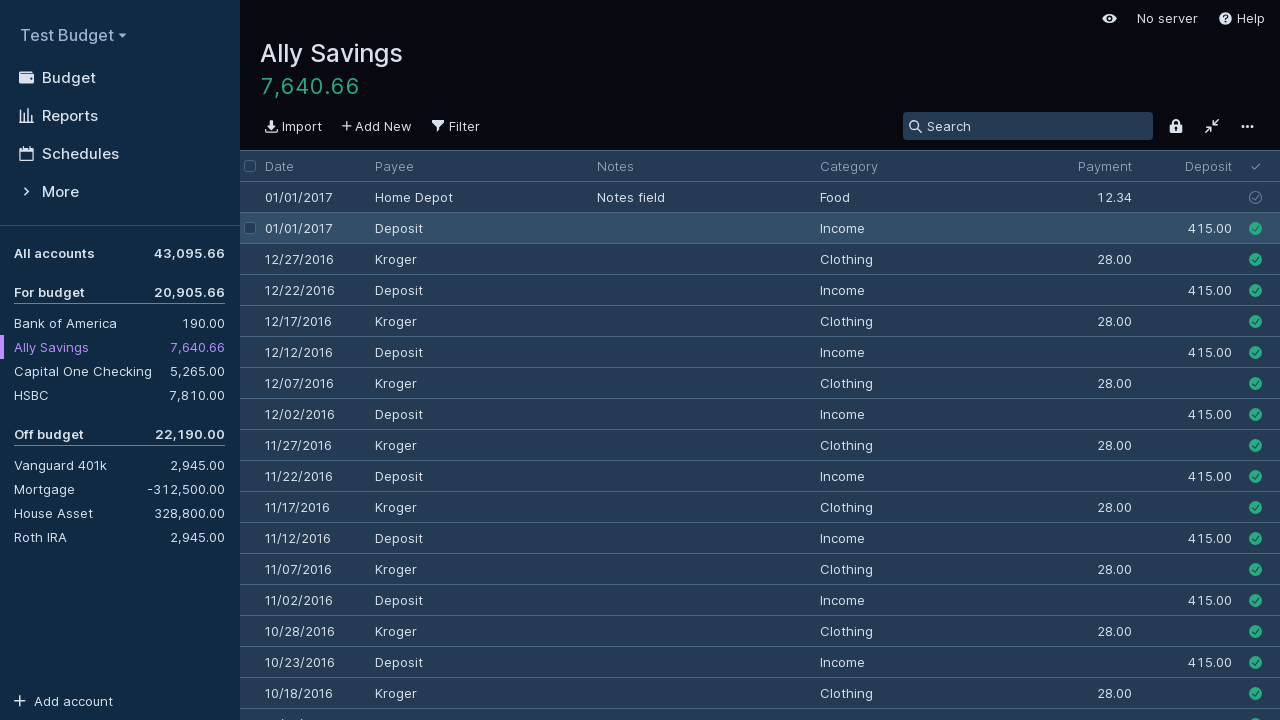 Test Budget
Budget
Reports
Schedules
More
All accounts 43,095.66
For budget 20,905.66
Bank of America 190.00
Ally Savings 7,640.66
Capital One Checking 5,265.00
HSBC 7,810.00
Off budget 22,190.00
Vanguard 401k 2,945.00
Mortgage -312,500.00
House Asset 328,800.00
Roth IRA 2,945.00
Add account
No server Help
Ally Savings
7,640.66
Import Add New Filter Search
Date Payee Notes Category Payment Deposit
01/01/2017 Home Depot Notes field Food 12.34
01/01/2017 Deposit Income 415.00
12/27/2016 Kroger Clothing 28.00
12/22/2016 Deposit Income 415.00
12/17/2016 Kroger Clothing 28.00
12/12/2016 Deposit Income 415.00
12/07/2016 Kroger Clothing 28.00
12/02/2016 Deposit Income 415.00
11/27/2016 Kroger Clothing 28.00
11/22/2016 Deposit Income 415.00
11/17/2016 Kroger Clothing 28.00
11/12/2016 Deposit Income 415.00
11/07/2016 Kroger Clothing 28.00
11/02/2016 Deposit Income 415.00
10/28/2016 Kroger Clothing 28.00
10/23/2016 Deposit Income 415.00
10/18/2016 Kroger Clothing 28.00